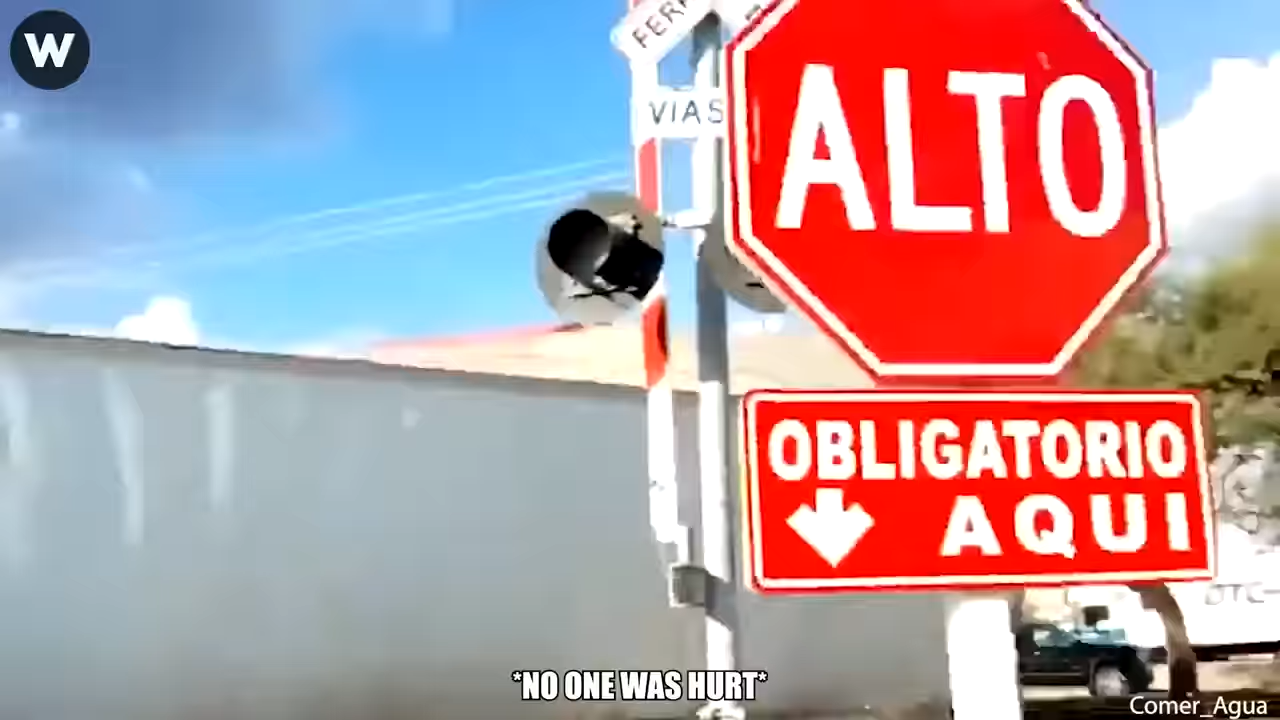 W
VIAS
ALTO
OBLIGATORIO
AQUI
*NO ONE WAS HURT*
Comer_Agua